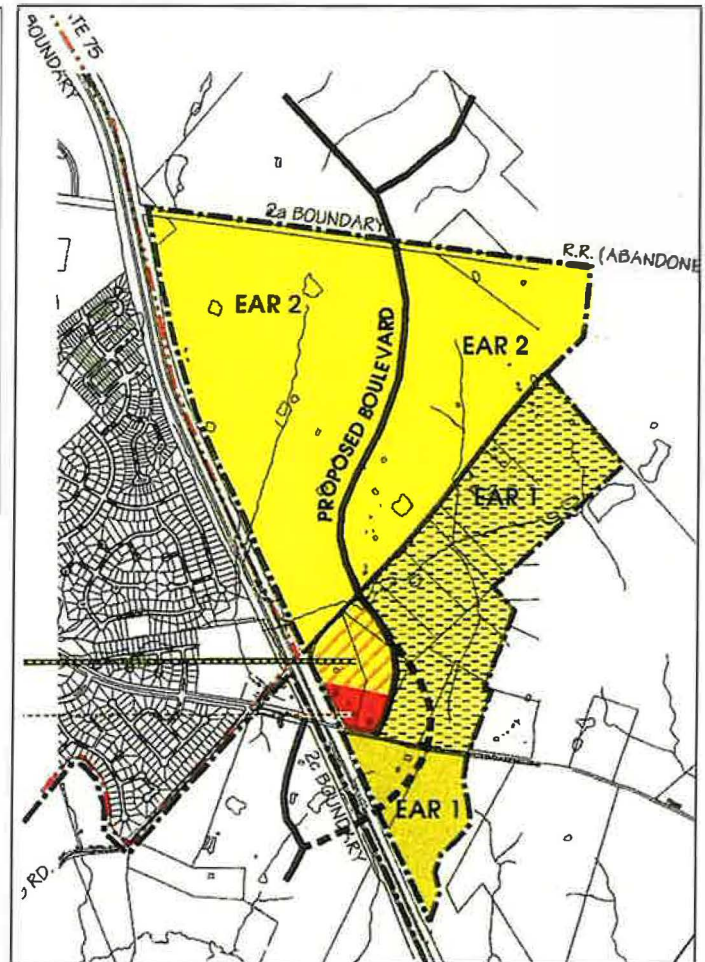 TE 75
BOUNDARY
2a BOUNDARY
R.R. (ABANDONE
EAR 2
EAR 2
PROPOSED BOULEVARD
EAR 1
2c BOUNDARY
EAR 1
RD.